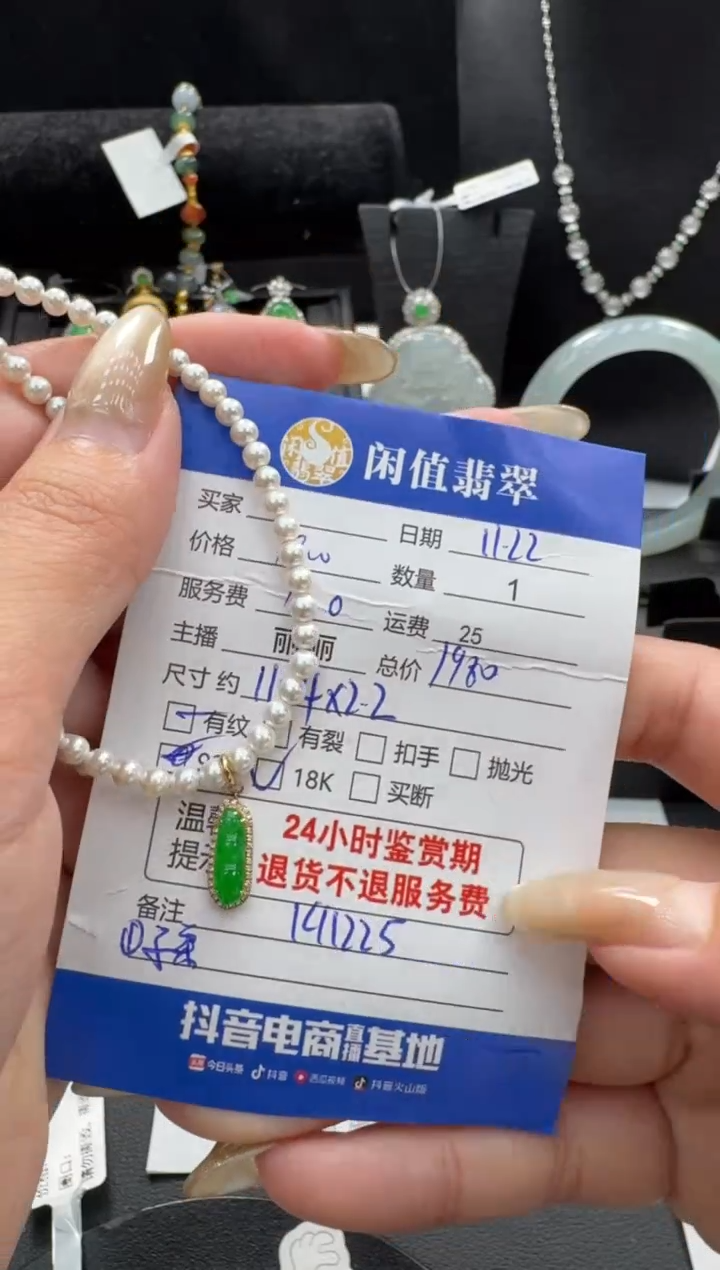 闲值翡翠
买家
日期 11-22
价格
数量 1
服务费
运费 25
主播
总价 1980
尺寸 约
有纹 有裂 扣手 抛光
18K 买断
24小时鉴赏期
退货不退服务费
备注 141225
抖音电商直播基地
今日头条 抖音 西瓜视频 抖音火山版